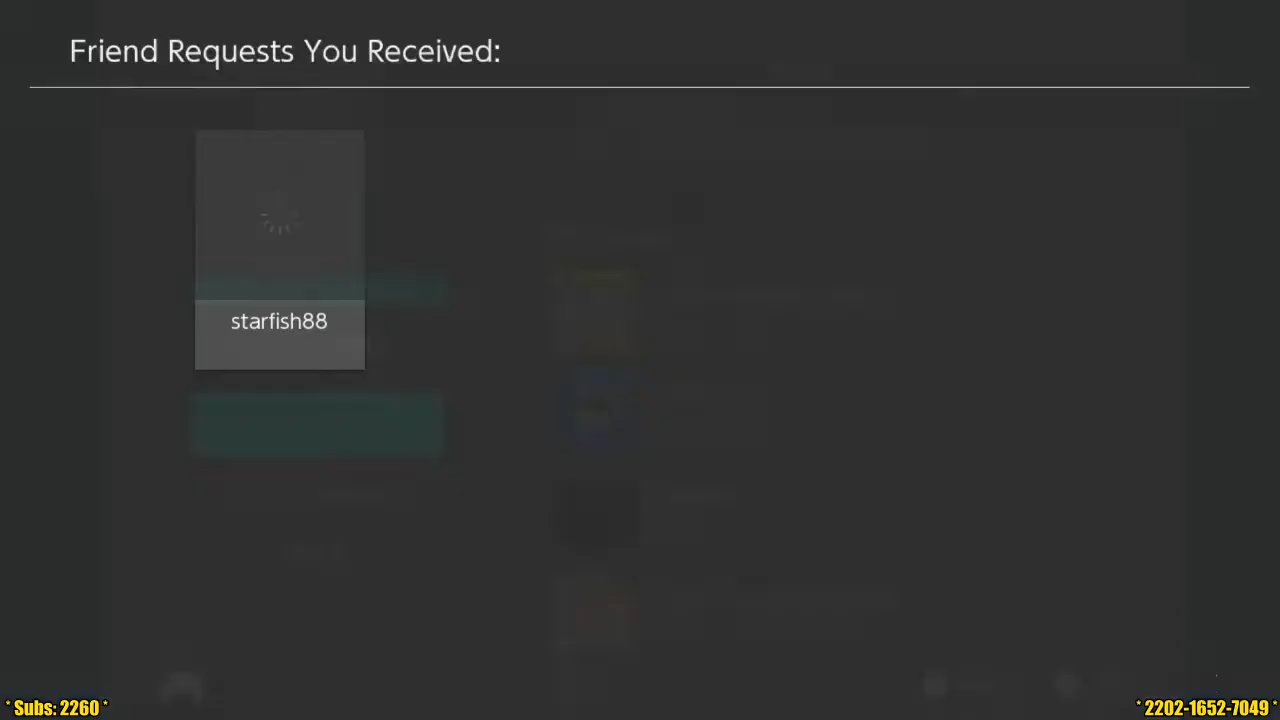 Friend Requests You Received:
starfish88
* Subs: 2260 *
* 2202-1652-7049 *